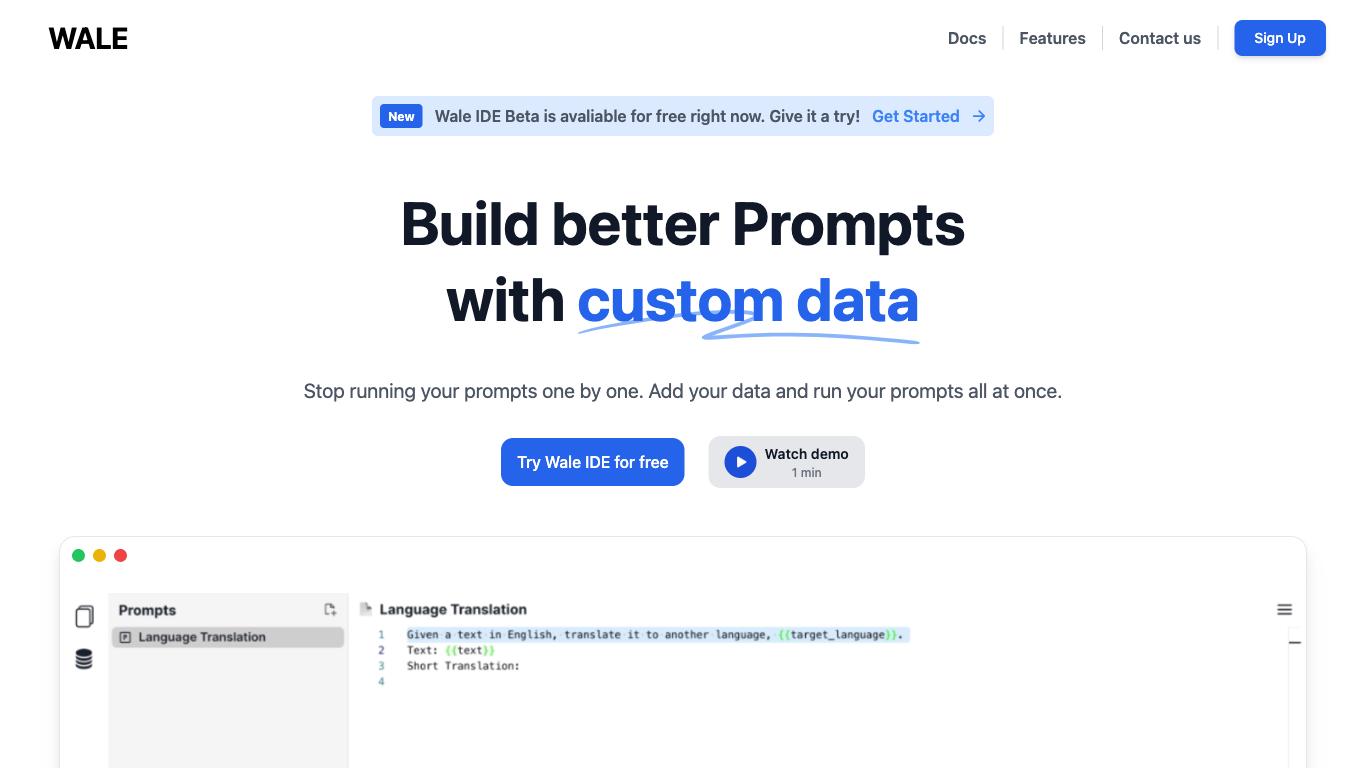 WALE
Docs
Features
Contact us
Sign Up
New
Wale IDE Beta is avaliable for free right now. Give it a try!
Get Started
Build better Prompts
with custom data
Stop running your prompts one by one. Add your data and run your prompts all at once.
Try Wale IDE for free
Watch demo
1 min
Prompts
Language Translation
Language Translation
1 Given a text in English, translate it to another language, {{target_language}}.
2 Text: {{text}}
3 Short Translation:
4